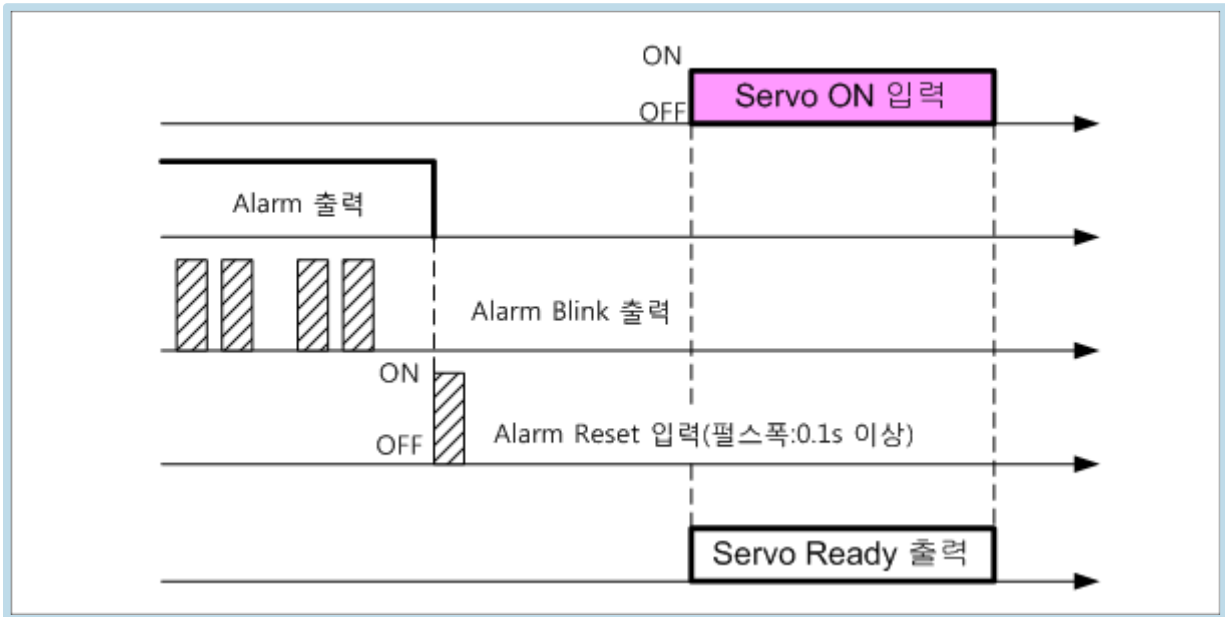 ON
Servo ON 입력
OFF
Alarm 출력
Alarm Blink 출력
ON
Alarm Reset 입력(펄스폭:0.1s 이상)
OFF
Servo Ready 출력